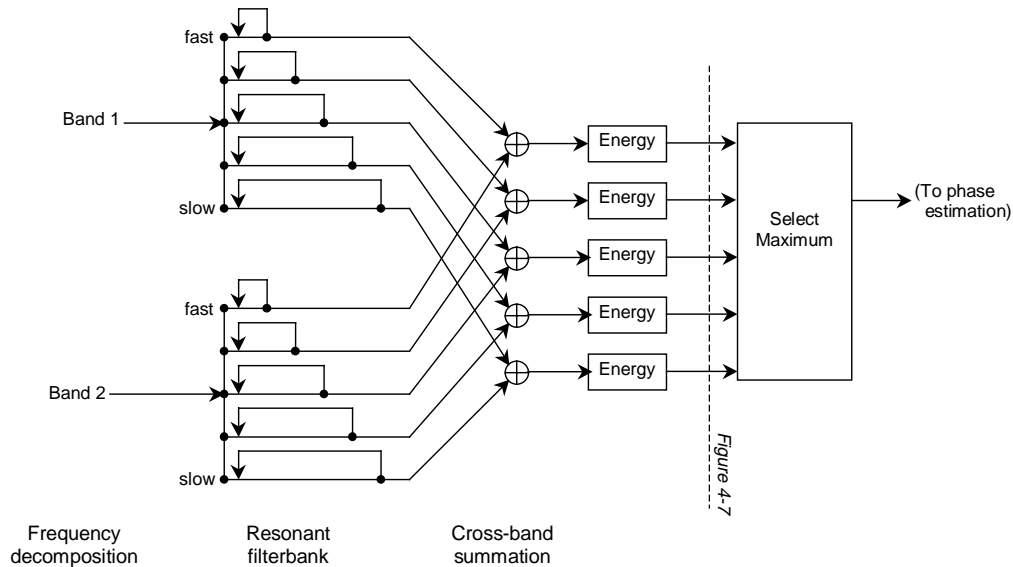 fast
Band 1
slow
fast
Band 2
slow
Energy
Energy
Energy
Energy
Energy
Figure 4-7
Select
Maximum
(To phase
estimation)
Frequency
decomposition
Resonant
filterbank
Cross-band
summation